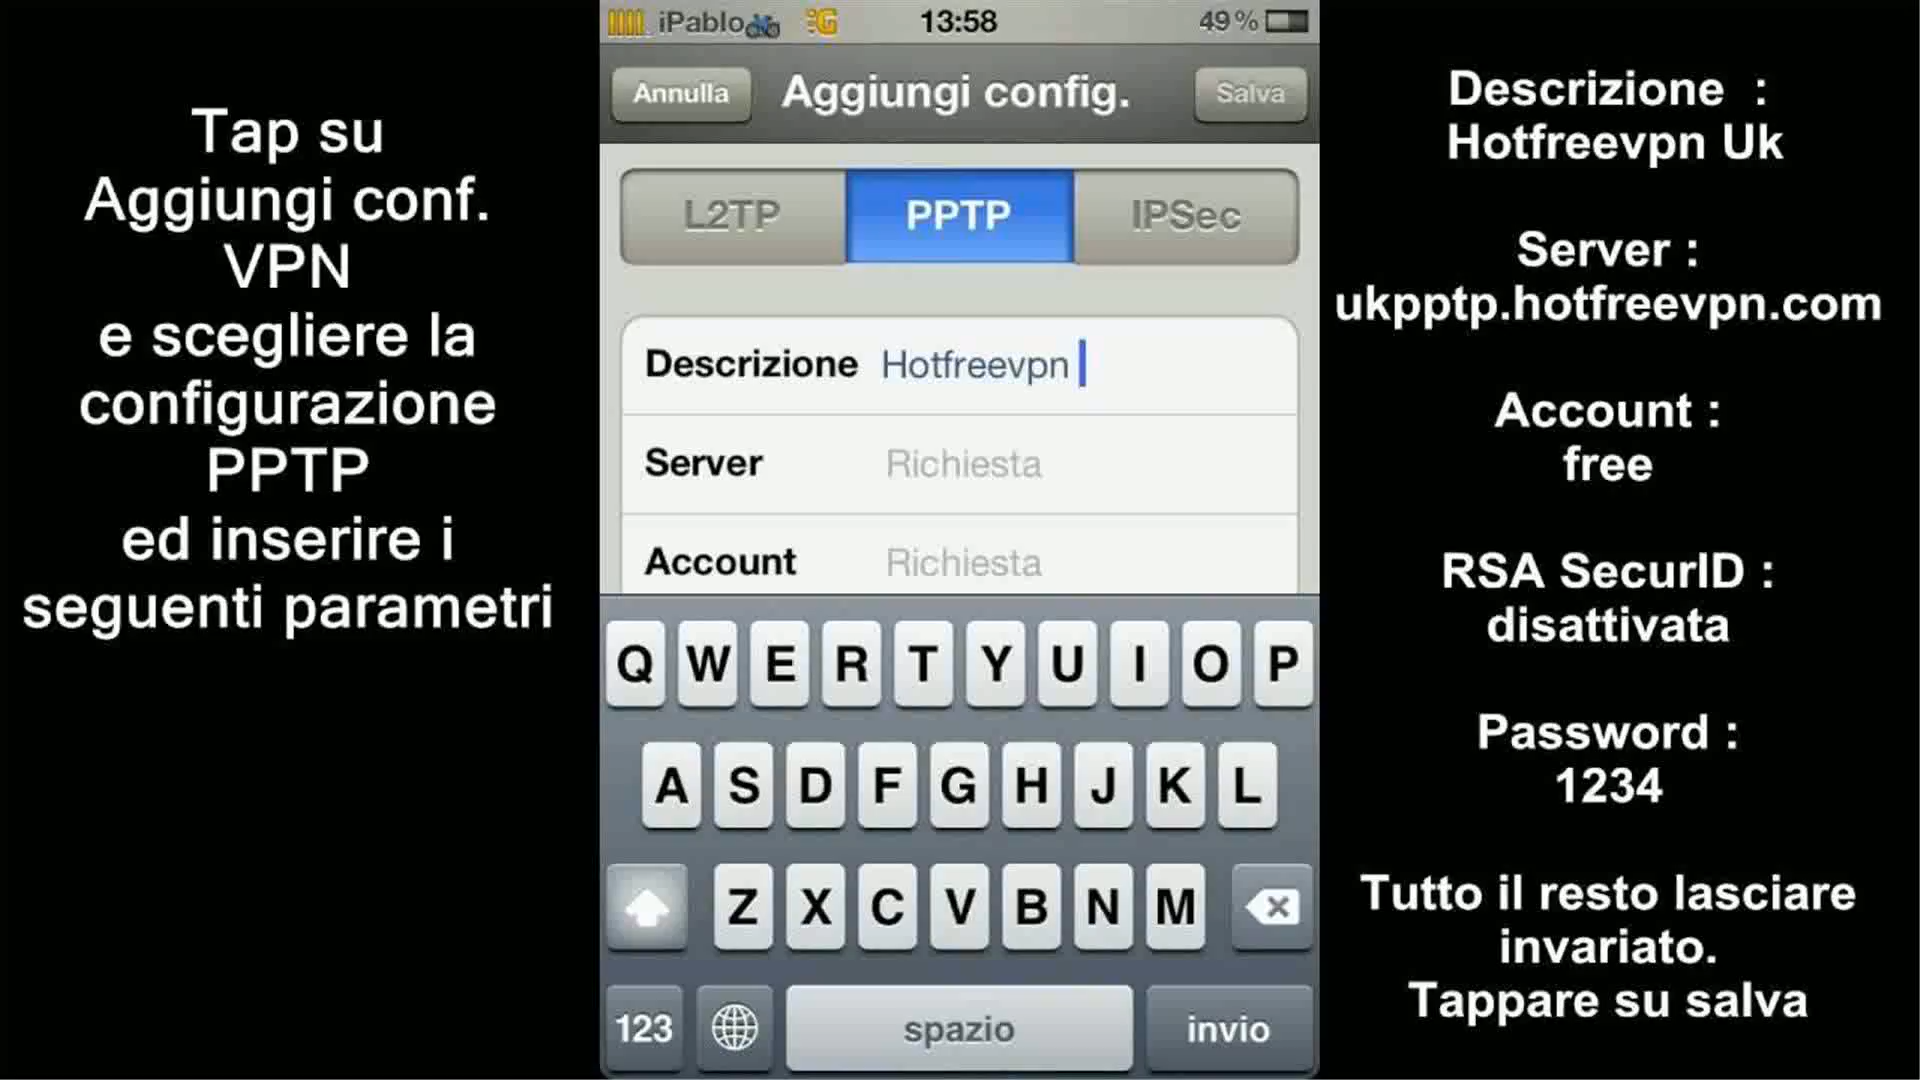 Tap su
Aggiungi conf.
VPN
e scegliere la
configurazione
PPTP
ed inserire i
seguenti parametri
iPablo 13:58 49 %
Annulla Aggiungi config. Salva
L2TP PPTP IPSec
Descrizione Hotfreevpn
Server Richiesta
Account Richiesta
Q W E R T Y U I O P
A S D F G H J K L
Z X C V B N M
123 spazio invio
Descrizione :
Hotfreevpn Uk
Server :
ukpptp.hotfreevpn.com
Account :
free
RSA SecurID :
disattivata
Password :
1234
Tutto il resto lasciare
invariato.
Tappare su salva